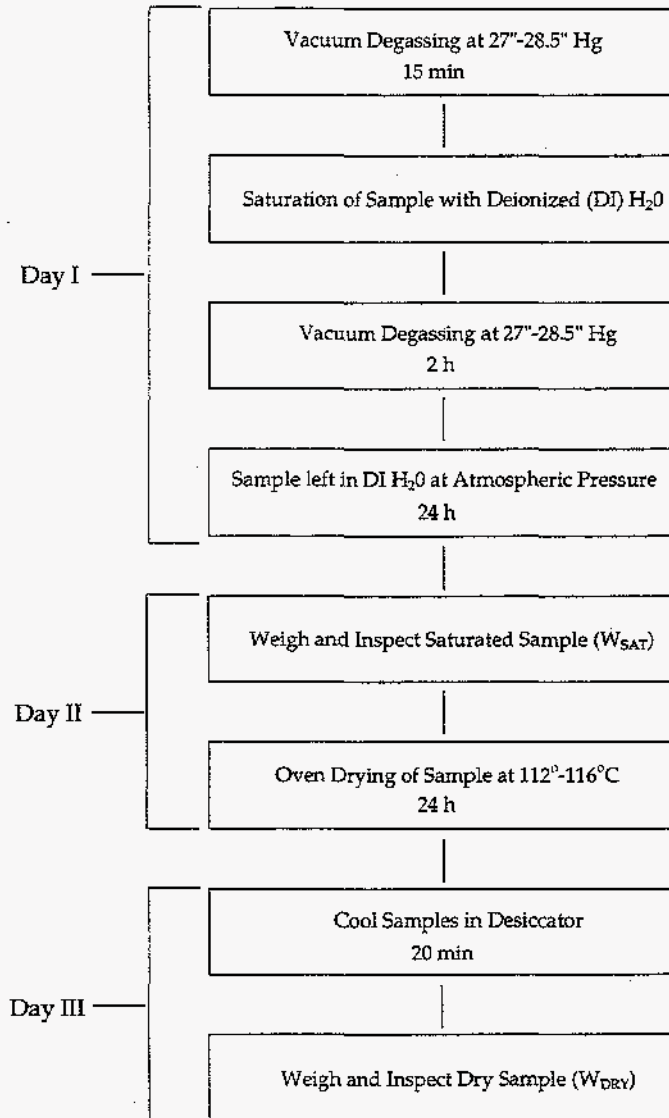 Vacuum Degassing at 27"-28.5" Hg
15 min
Saturation of Sample with Deionized (DI) H₂0
Day I
Vacuum Degassing at 27"-28.5" Hg
2 h
Sample left in DI H₂0 at Atmospheric Pressure
24 h
Weigh and Inspect Saturated Sample (W_SAT)
Day II
Oven Drying of Sample at 112°-116°C
24 h
Cool Samples in Desiccator
20 min
Day III
Weigh and Inspect Dry Sample (W_DRY)